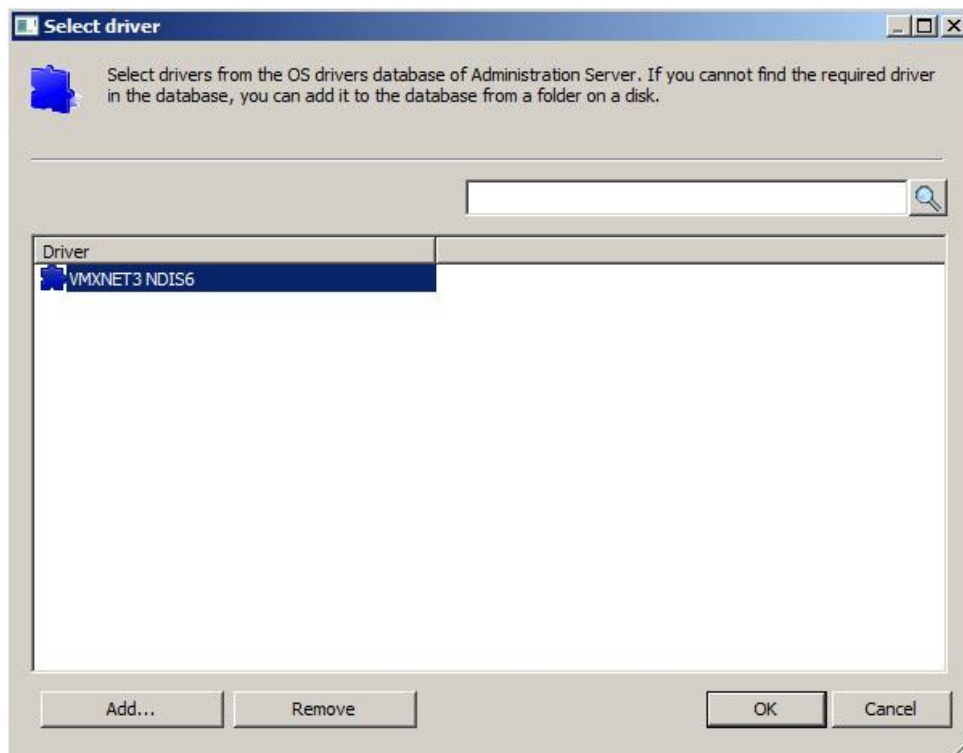 Select driver
Select drivers from the OS drivers database of Administration Server. If you cannot find the required driver
in the database, you can add it to the database from a folder on a disk.
Driver
VMXNET3 NDIS6
Add...
Remove
OK
Cancel